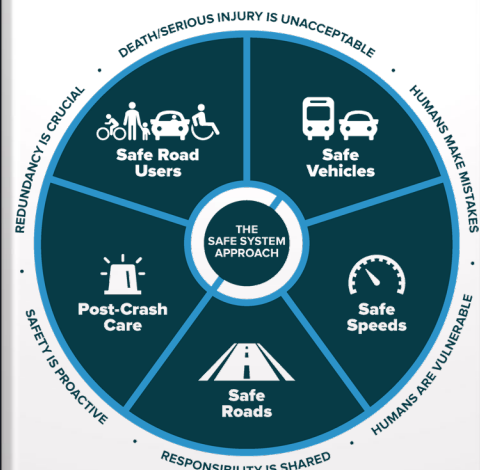 DEATH/SERIOUS INJURY IS UNACCEPTABLE
HUMANS MAKE MISTAKES
HUMANS ARE VULNERABLE
RESPONSIBILITY IS SHARED
SAFETY IS PROACTIVE
REDUNDANCY IS CRUCIAL
Safe Road
Users
Safe
Vehicles
THE
SAFE SYSTEM
APPROACH
Post-Crash
Care
Safe
Speeds
Safe
Roads